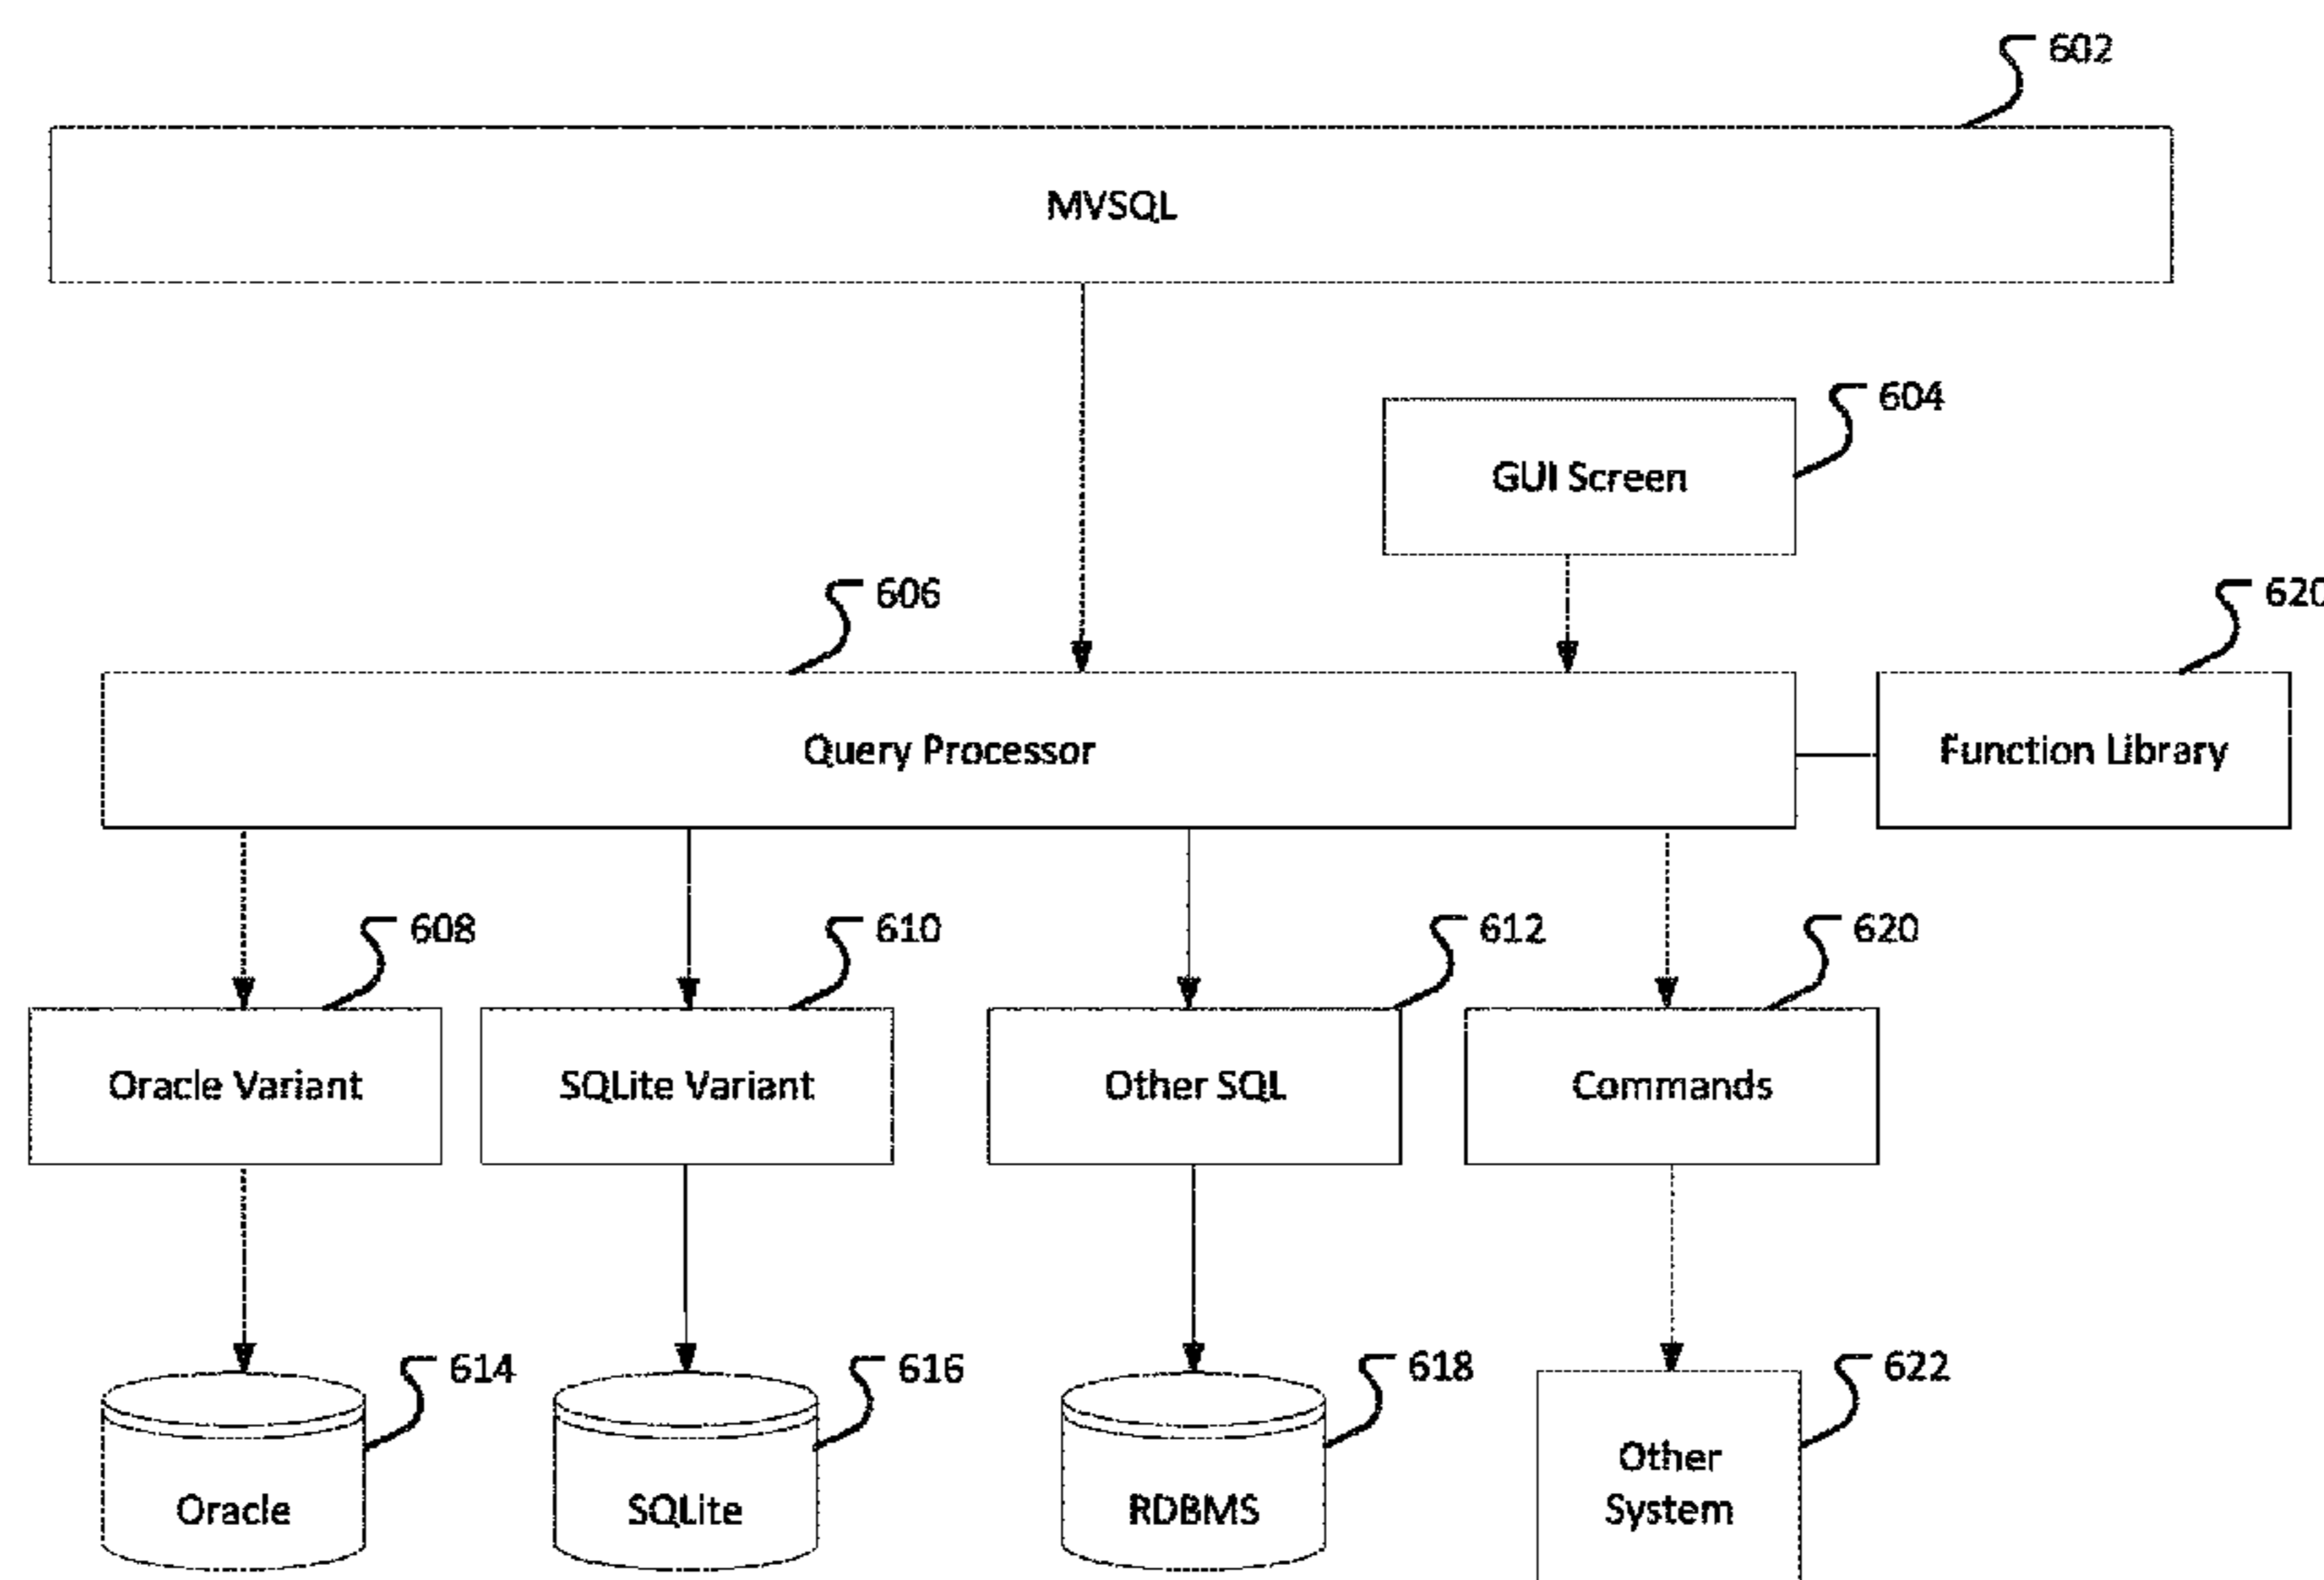 602
MVSQL
604
GUI Screen
606
620
Query Processor
Function Library
608
610
612
620
Oracle Variant
SQLite Variant
Other SQL
Commands
614
616
618
622
Oracle
SQLite
RDBMS
Other
System